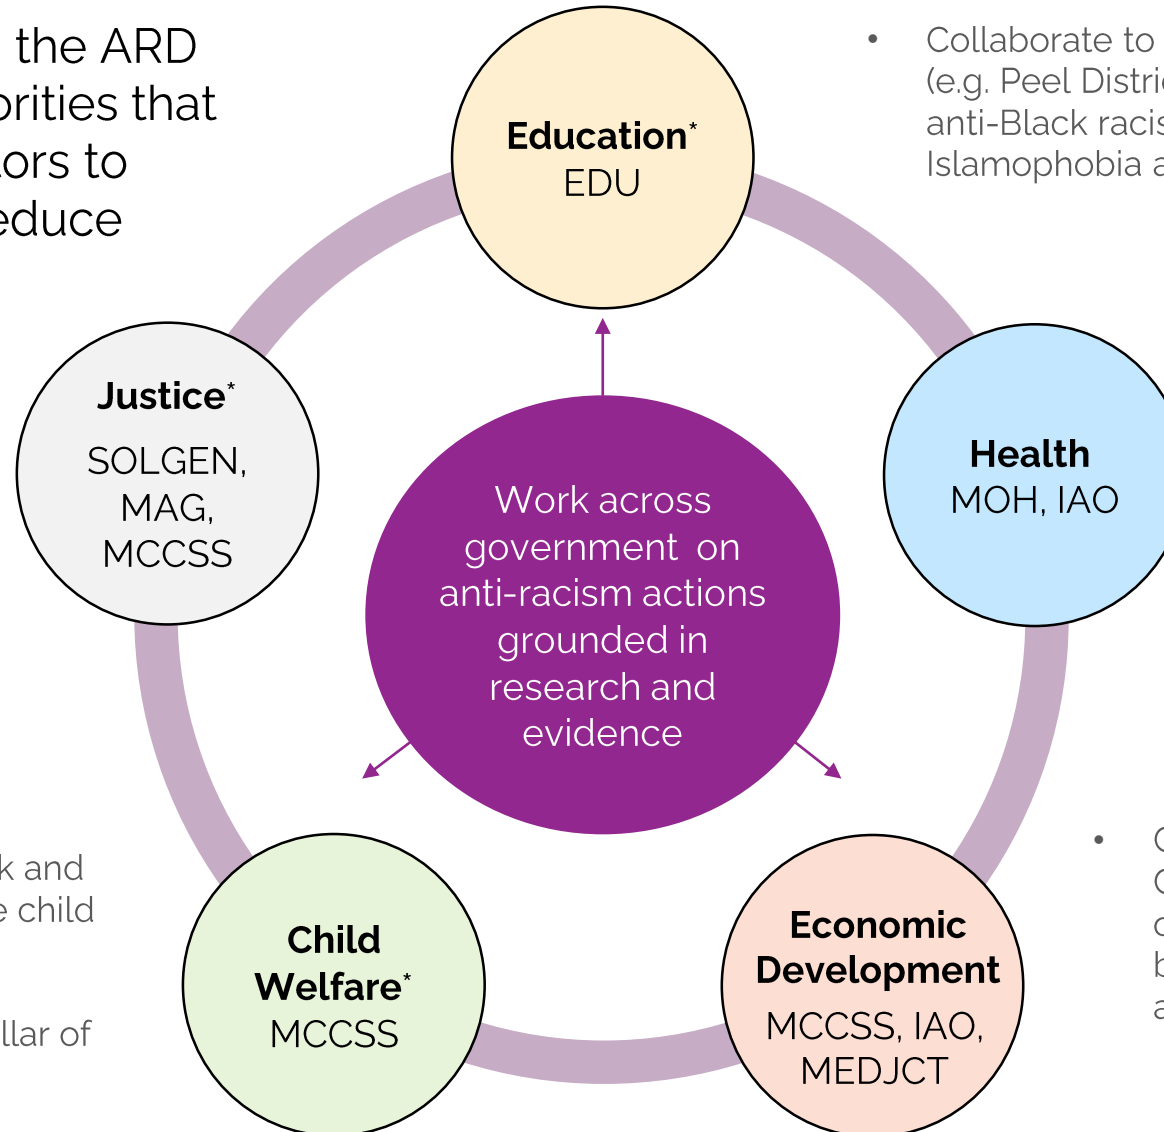 the ARD
orities that
tors to
educe
• Collaborate to
(e.g. Peel Distri
anti-Black racis
Islamophobia a
Education*
EDU
Justice*
SOLGEN,
MAG,
MCCSS
Health
MOH, IAO
Work across
government on
anti-racism actions
grounded in
research and
evidence
k and
e child
llar of
Child
Welfare*
MCCSS
Economic
Development
MCCSS, IAO,
MEDJCT
•